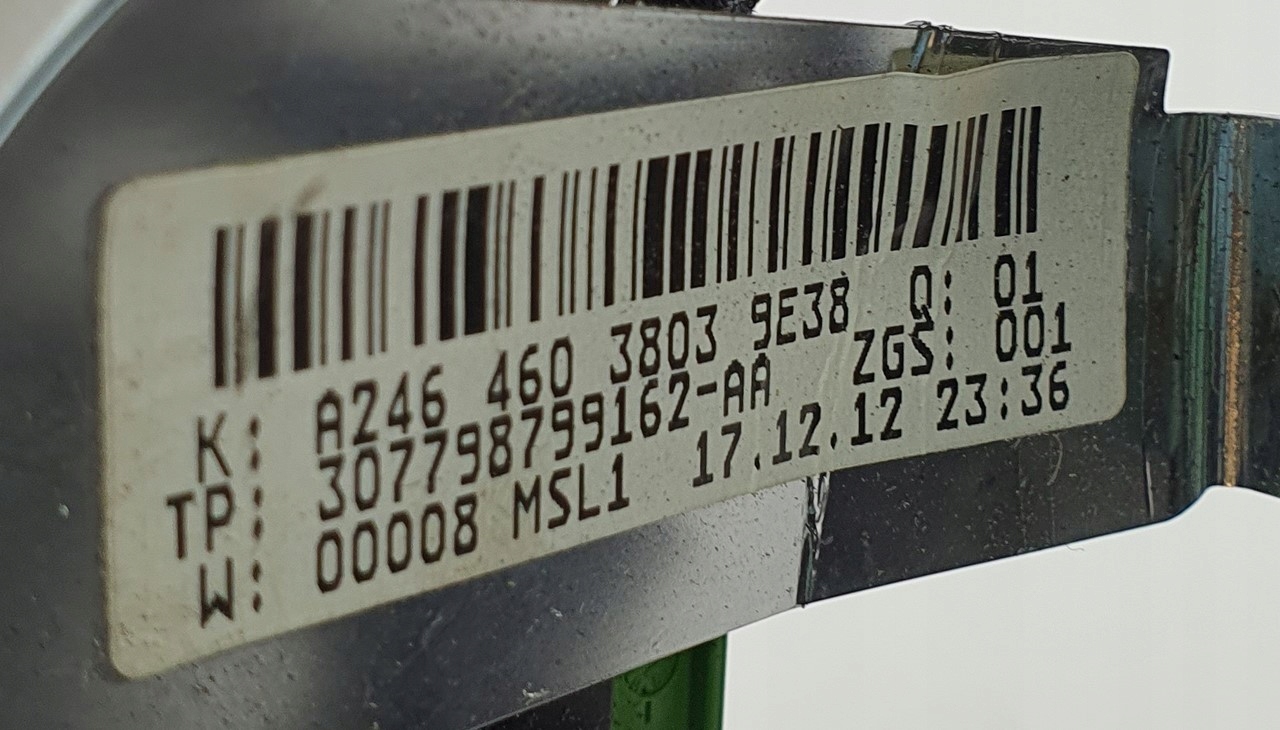 K: A246 460 3803 9E38 Q: 01
TP: 307798799162-AA ZGS: 001
W: 00008 MSL1 17.12.12 23:36